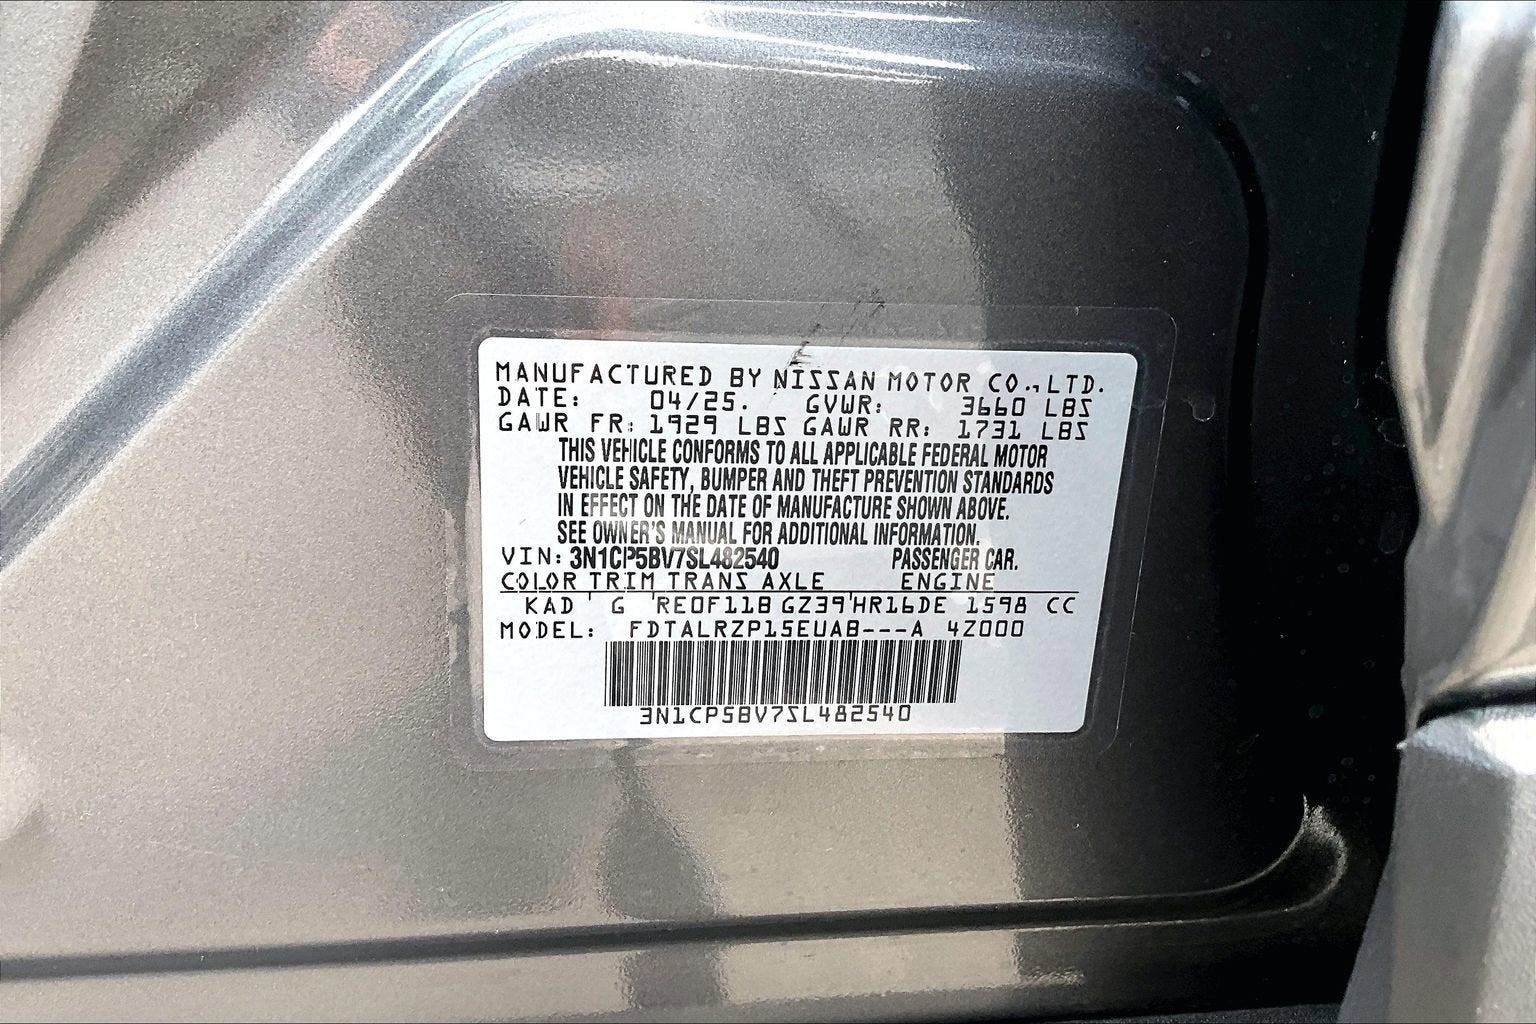 MANUFACTURED BY NISSAN MOTOR CO.,LTD.
DATE: 04/25. GVWR: 3660 LBS
GAWR FR: 1929 LBS GAWR RR: 1731 LBS
THIS VEHICLE CONFORMS TO ALL APPLICABLE FEDERAL MOTOR
VEHICLE SAFETY, BUMPER AND THEFT PREVENTION STANDARDS
IN EFFECT ON THE DATE OF MANUFACTURE SHOWN ABOVE.
SEE OWNER'S MANUAL FOR ADDITIONAL INFORMATION.
VIN: 3N1CP5BV7SL482540 PASSENGER CAR.
COLOR TRIM TRANS AXLE ENGINE
KAD G RE0F11B GZ39 HR16DE 1598 CC
MODEL: FDTALRZP15EUAB---A 4Z000
3N1CP5BV7SL482540